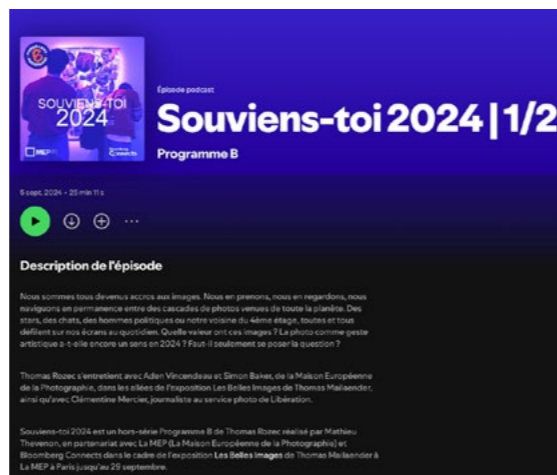 SOUVIENS-TOI
2024
MEP
Connects
Épisode podcast
Souviens-toi 2024 | 1/2
Programme B
6 sept. 2024 • 25 min 11 s
Description de l'épisode
Nous sommes tous devenus accros aux images. Nous en prenons, nous en regardons, nous
naviguons en permanence entre des cascades de photos venues de toute la planète. Des
stars, des chats, des hommes politiques ou notre voisine du 4ème étage, toutes et tous
défilent sur nos écrans au quotidien. Quelle valeur ont ces images ? La photo comme geste
artistique a-t-elle encore un sens en 2024 ? Faut-il seulement se poser la question ?
Thomas Rozec s'entretient avec Aden Vincendeau et Simon Baker, de la Maison Européenne
de la Photographie, dans les allées de l'exposition Les Belles Images de Thomas Mailaender,
ainsi qu'avec Clémentine Mercier, journaliste au service photo de Libération.
Souviens-toi 2024 est un hors-série Programme B de Thomas Rozec réalisé par Mathieu
Thevenon, en partenariat avec La MEP (La Maison Européenne de la Photographie) et
Bloomberg Connects dans le cadre de l'exposition Les Belles Images de Thomas Mailaender à
La MEP à Paris jusqu'au 29 septembre.